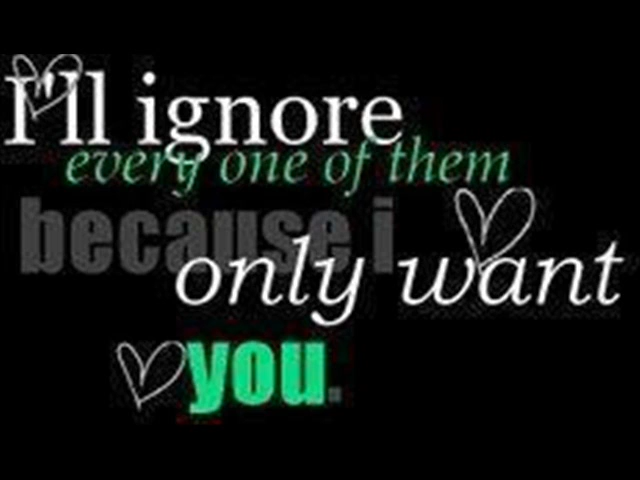 I'll ignore
every one of them
because i
only want
you.